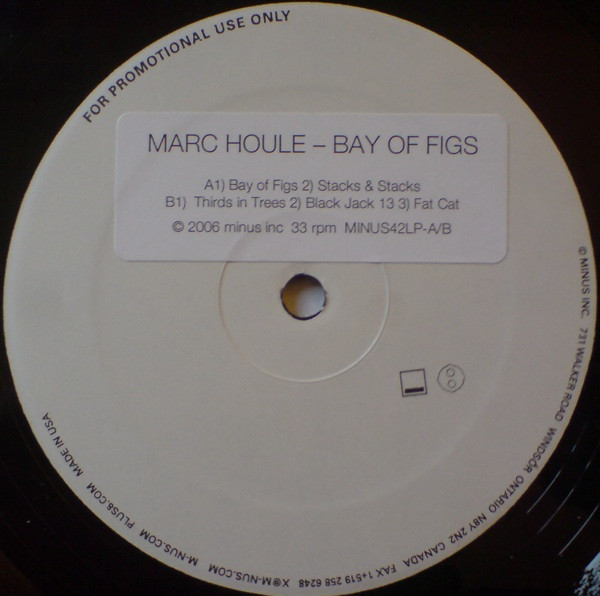 FOR PROMOTIONAL USE ONLY
MARC HOULE – BAY OF FIGS
A1) Bay of Figs 2) Stacks & Stacks
B1) Thirds in Trees 2) Black Jack 13 3) Fat Cat
© 2006 minus inc 33 rpm MINUS42LP-A/B
© MINUS INC. 731 WALKER ROAD WINDSOR ONTARIO N8Y 2N2 CANADA FAX 1+519 258 6248 X@M-NUS.COM M-NUS.COM PLUS8.COM MADE IN USA